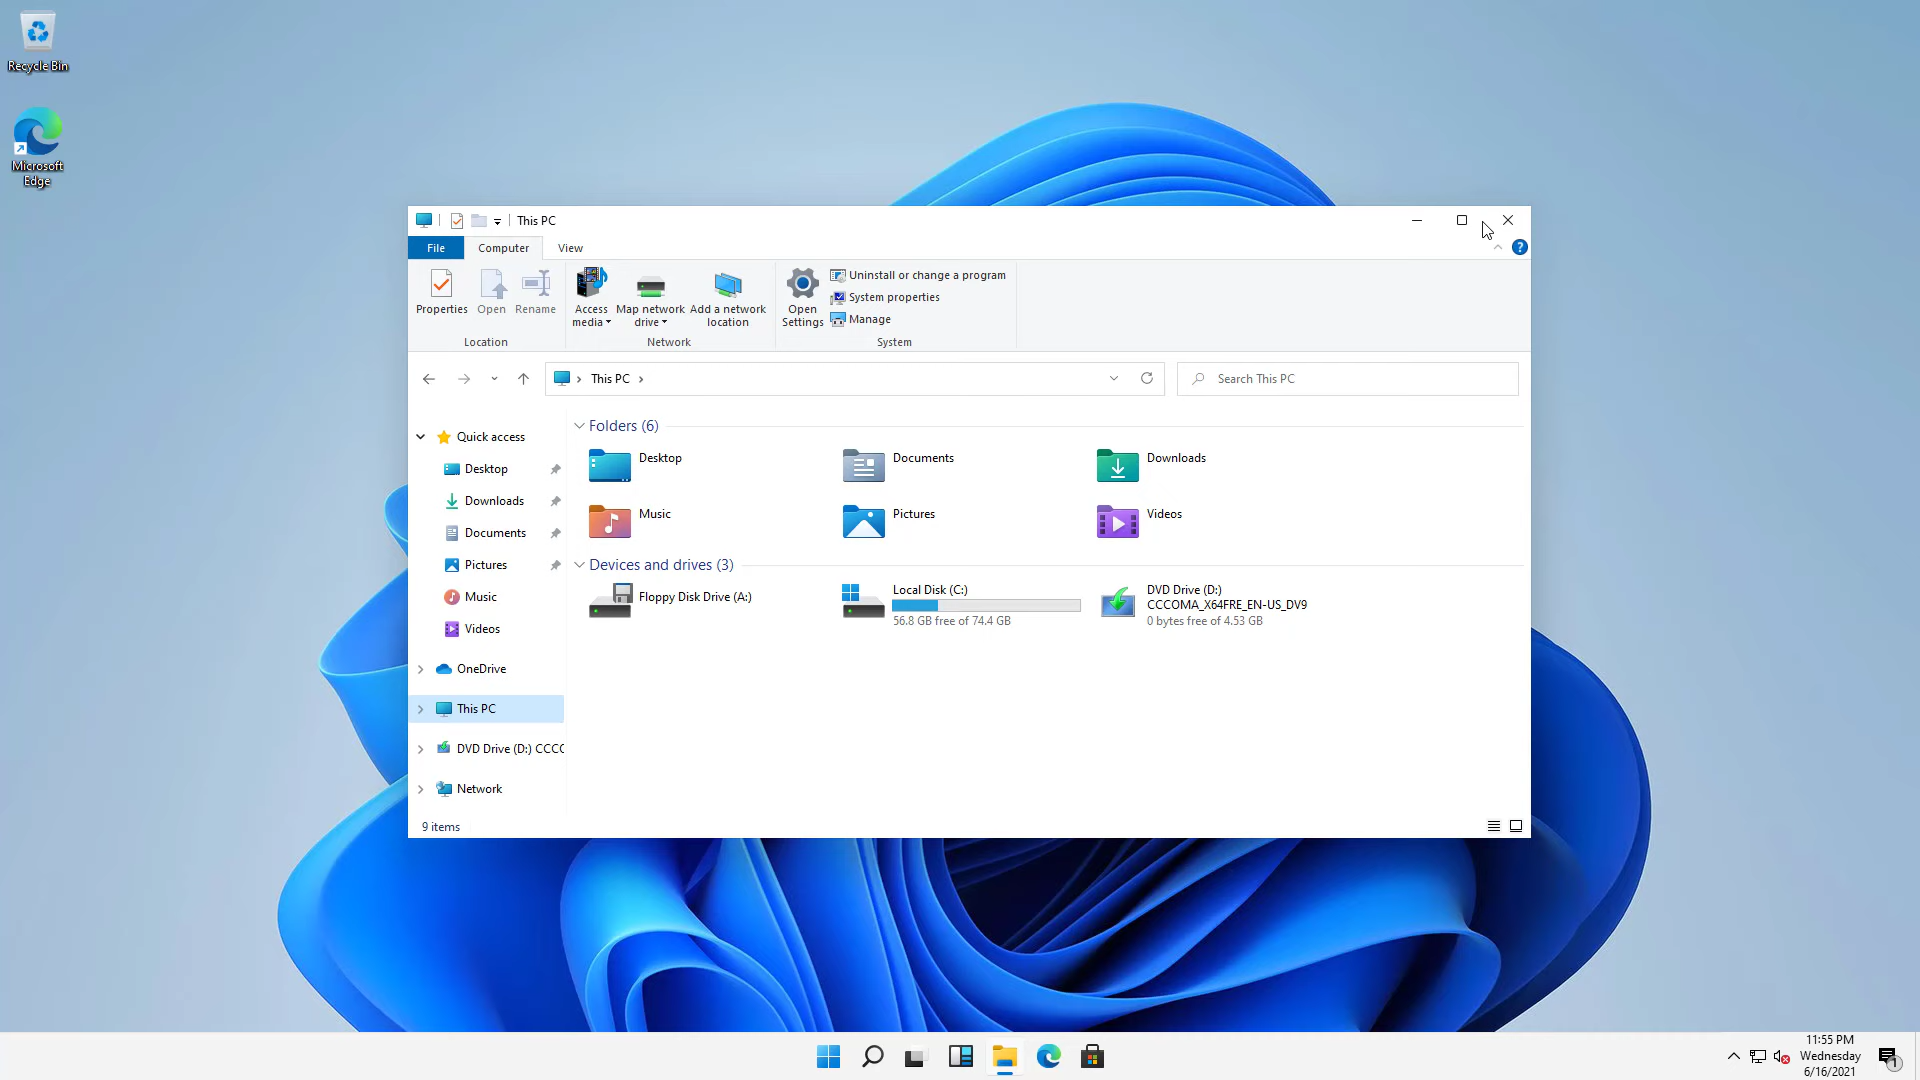 Recycle Bin
Microsoft
Edge
This PC
File Computer View
Properties Open Rename
Access
media
Map network
drive
Add a network
location
Open
Settings
Uninstall or change a program
System properties
Manage
Location Network System
This PC
Search This PC
Quick access
Desktop
Downloads
Documents
Pictures
Music
Videos
OneDrive
This PC
DVD Drive (D:) CCCC
Network
Folders (6)
Desktop Documents Downloads
Music Pictures Videos
Devices and drives (3)
Floppy Disk Drive (A:)
Local Disk (C:)
56.8 GB free of 74.4 GB
DVD Drive (D:)
CCCOMA_X64FRE_EN-US_DV9
0 bytes free of 4.53 GB
9 items
11:55 PM
Wednesday
6/16/2021
1